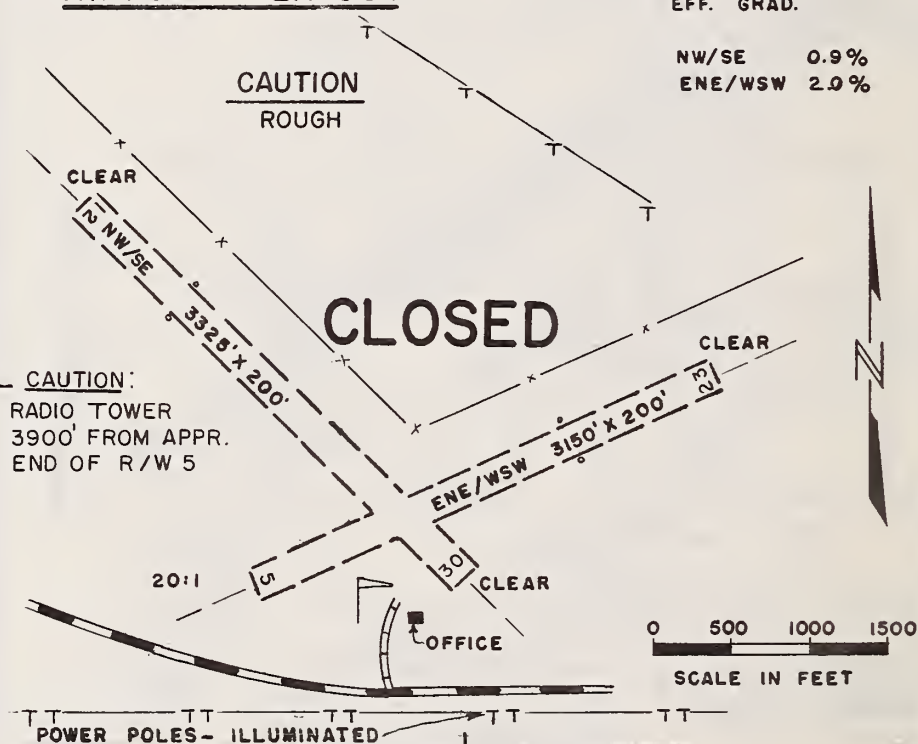 EFF. GRAD.
NW/SE 0.9%
ENE/WSW 2.0%
CAUTION
ROUGH
CLEAR
12
NW/SE 3325' X 200'
CLOSED
CLEAR
23
ENE/WSW 3150' X 200'
N
CAUTION:
RADIO TOWER
3900' FROM APPR.
END OF R/W 5
20:1
5
30
CLEAR
OFFICE
0 500 1000 1500
SCALE IN FEET
POWER POLES - ILLUMINATED